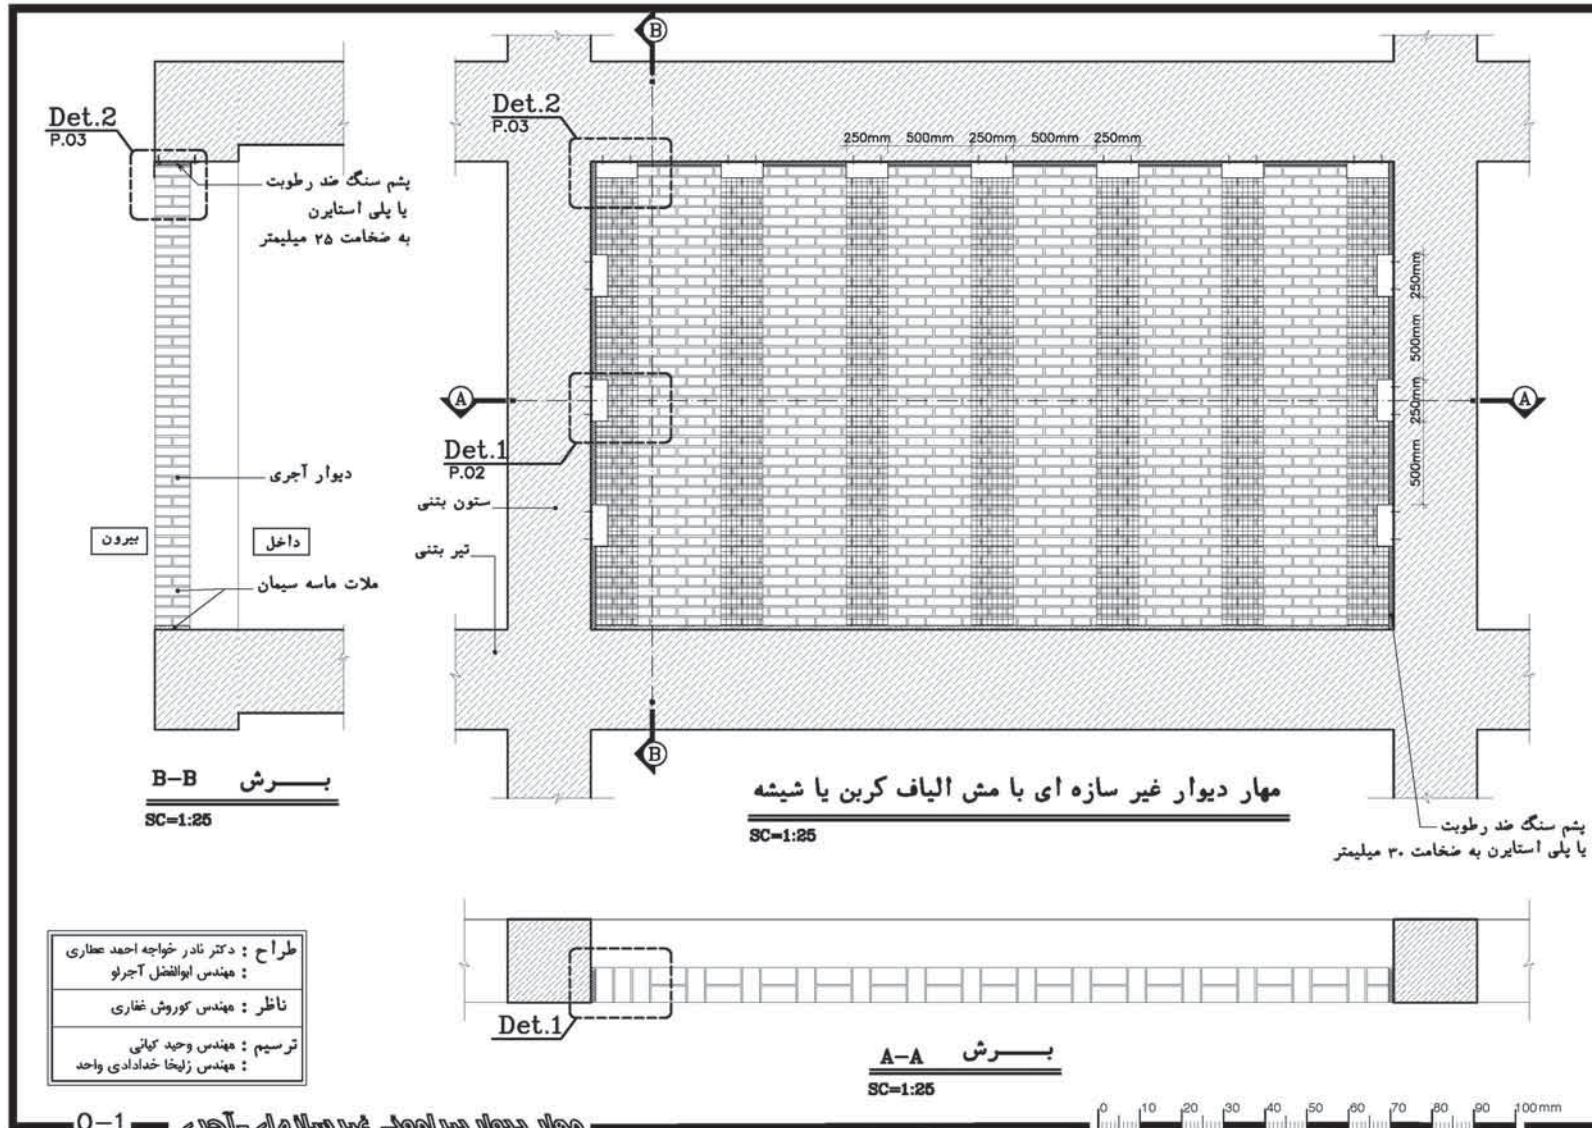 B
Det.2
P.03
پشم سنگ ضد رطوبت
یا پلی استایرن
به ضخامت ۲۵ میلیمتر
دیوار آجری
بیرون
داخل
ملات ماسه سیمان
برش B-B
SC=1:25
Det.2
P.03
250mm 500mm 250mm 500mm 250mm
250mm
500mm
250mm
500mm
A
A
Det.1
P.02
ستون بتنی
تیر بتنی
B
مهار دیوار غیر سازه ای با مش الیاف کربن یا شیشه
SC=1:25
پشم سنگ ضد رطوبت
یا پلی استایرن به ضخامت ۳۰ میلیمتر
Det.1
برش A-A
SC=1:25
طراح : دکتر نادر خواجه احمد عطاری
: مهندس ابوالفضل آجرلو
ناظر : مهندس کوروش غفاری
ترسیم : مهندس وحید کیانی
: مهندس زلیخا خدادادی واحد
0 10 20 30 40 50 60 70 80 90 100mm